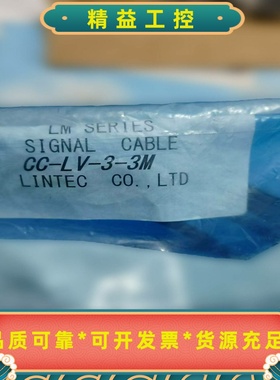 精益工控
LM SERIES
SIGNAL CABLE
CC-LV-3-3M
LINTEC CO.,LTD
品质可靠*可开发票*货源充足